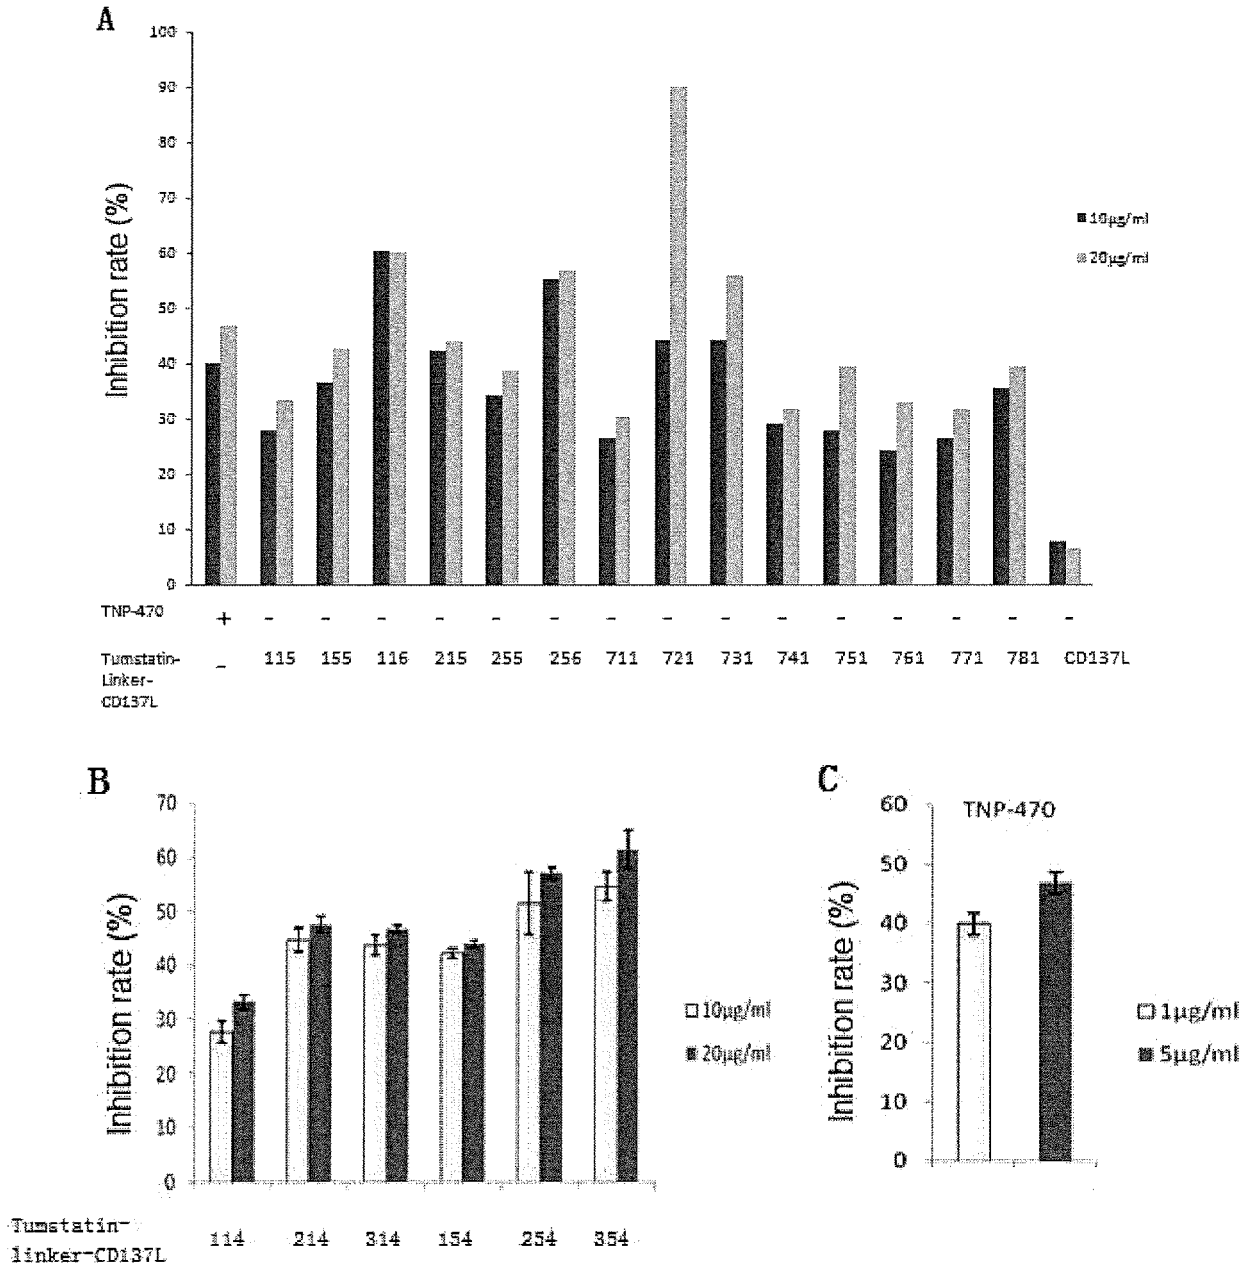 A
100
90
80
70
60
50
40
30
20
10
0
Inhibition rate (%)
10µg/ml
20µg/ml
TNP-470 + - - - - - - - - - - - - - - -
Tumstatin- - 115 155 116 215 255 256 711 721 731 741 751 761 771 781 CD137L
Linker-
CD137L
B
70
60
50
40
30
20
10
0
Inhibition rate (%)
10µg/ml
20µg/ml
Tumstatin- 114 214 314 154 254 354
linker-CD137L
C
60 TNP-470
50
40
30
20
10
0
Inhibition rate (%)
1µg/ml
5µg/ml